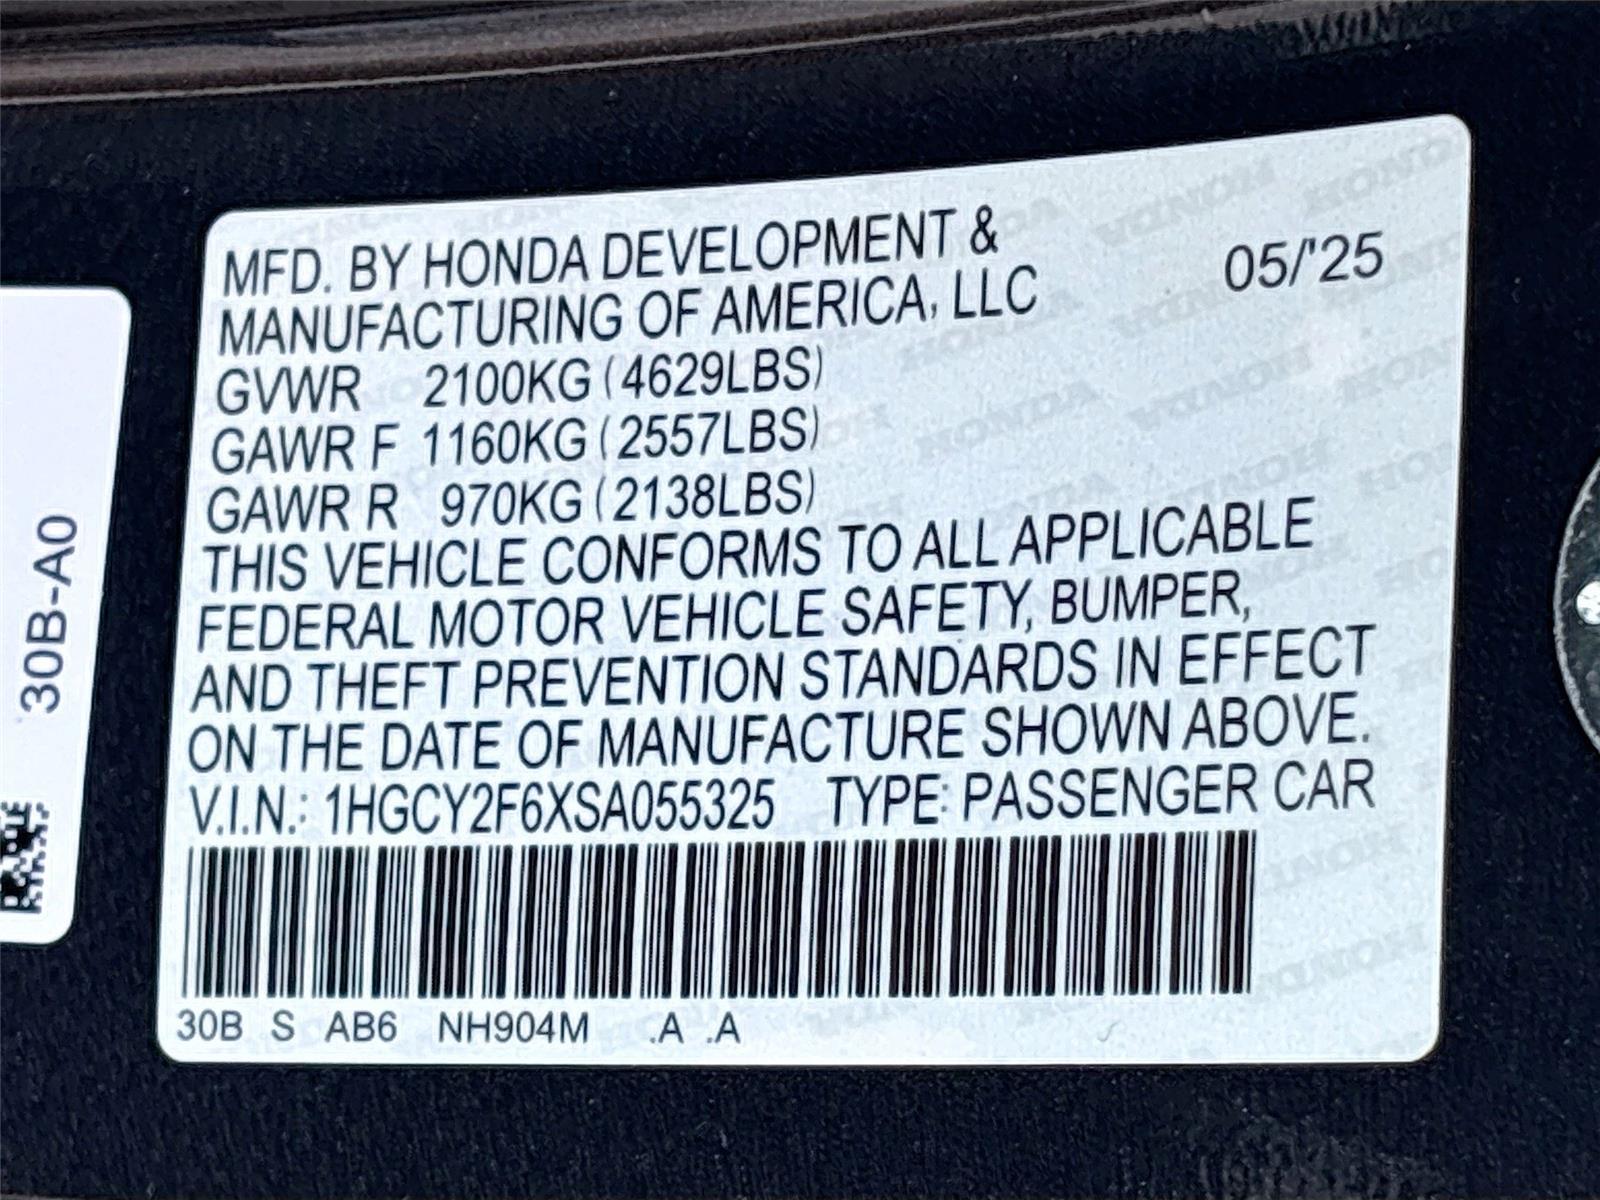 MFD. BY HONDA DEVELOPMENT &
MANUFACTURING OF AMERICA, LLC
05/'25
GVWR 2100KG (4629LBS)
GAWR F 1160KG (2557LBS)
GAWR R 970KG (2138LBS)
THIS VEHICLE CONFORMS TO ALL APPLICABLE
FEDERAL MOTOR VEHICLE SAFETY, BUMPER,
AND THEFT PREVENTION STANDARDS IN EFFECT
ON THE DATE OF MANUFACTURE SHOWN ABOVE.
V.I.N.: 1HGCY2F6XSA055325 TYPE: PASSENGER CAR
30B S AB6 NH904M .A .A
30B-A0